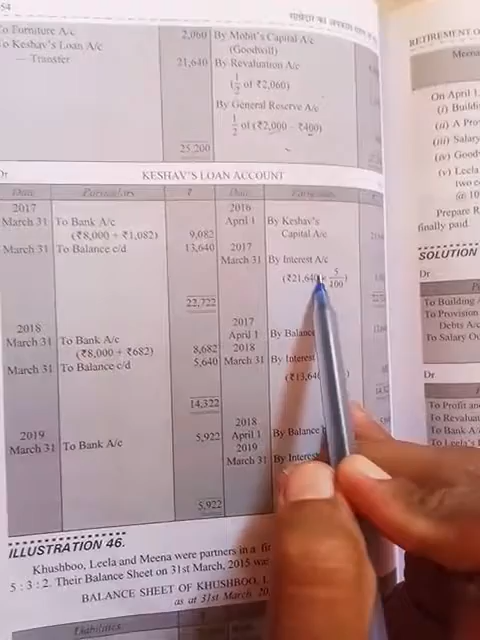 54
To Furniture A/c 2,060 By Mohit's Capital A/c
To Keshav's Loan A/c (Goodwill)
— Transfer 21,640 By Revaluation A/c
(1/2 of ₹2,060)
By General Reserve A/c
1/2 of (₹2,000 – ₹400)
25,200
Dr KESHAV'S LOAN ACCOUNT
Date Particulars ₹ Date Particulars
2017 2016
March 31 To Bank A/c April 1 By Keshav's
(₹8,000 + ₹1,082) 9,082 Capital A/c
March 31 To Balance c/d 13,640 2017
March 31 By Interest A/c
(₹21,640 × 5/100)
22,722
2018 2017
March 31 To Bank A/c April 1 By Balance
(₹8,000 + ₹682) 8,682 2018
March 31 To Balance c/d 5,640 March 31 By Interest
(₹13,640
14,322
2018
2019 April 1 By Balance
March 31 To Bank A/c 5,922 2019
March 31 By Interest
5,922
ILLUSTRATION 46.
Khushboo, Leela and Meena were partners in a
5 : 3 : 2. Their Balance Sheet on 31st March, 2015 was
BALANCE SHEET OF KHUSHBOO, L
as at 31st March, 20
Liabilities ₹
RETIREMENT O
Meena
On April 1,
(i) Buildi
(ii) A Pro
(iii) Salary
(iv) Good
(v) Leela
two e
@ 10
Prepare R
finally paid
SOLUTION
Dr
To Building
To Provision
Debts A/c
To Salary Ou
Dr
To Profit and
To Revaluat
To Bank A/
To Leela's